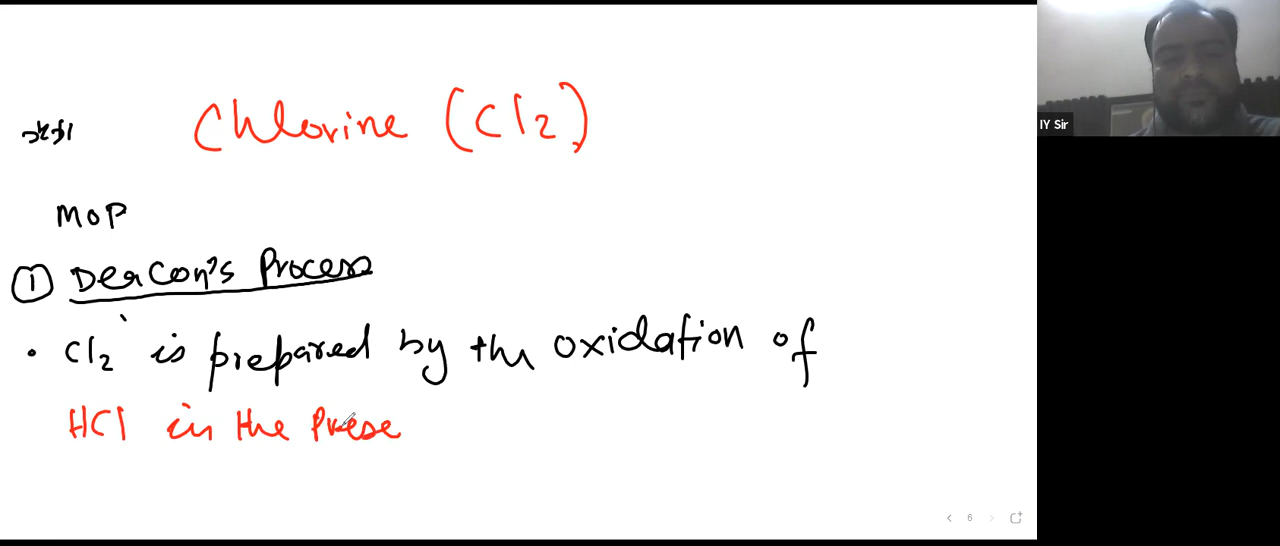 Chlorine (Cl2)
MOP
① Deacon's Process
• Cl2 is prepared by the oxidation of
HCl in the Prese
IY Sir
6